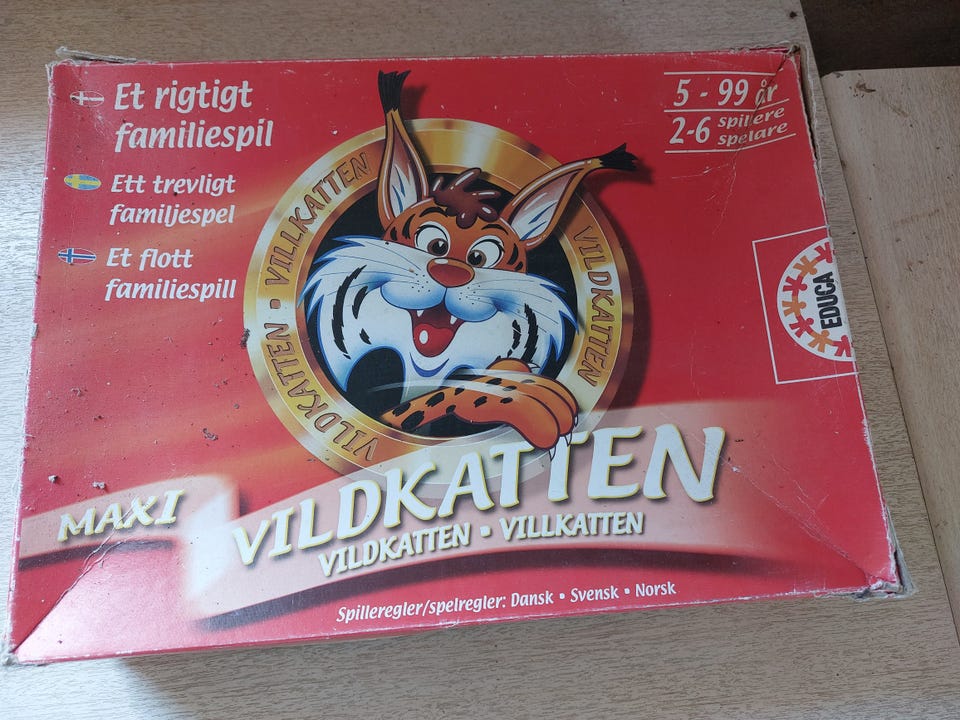 Et rigtigt
familiespil
Ett trevligt
familjespel
Et flott
familiespill
5 - 99 år
2-6 spillere
spelare
VILDKATTEN • VILLKATTEN
VILDKATTEN
VILDKATTEN
EDUCA
MAXI
VILDKATTEN
VILDKATTEN • VILLKATTEN
Spilleregler/spelregler: Dansk • Svensk • Norsk